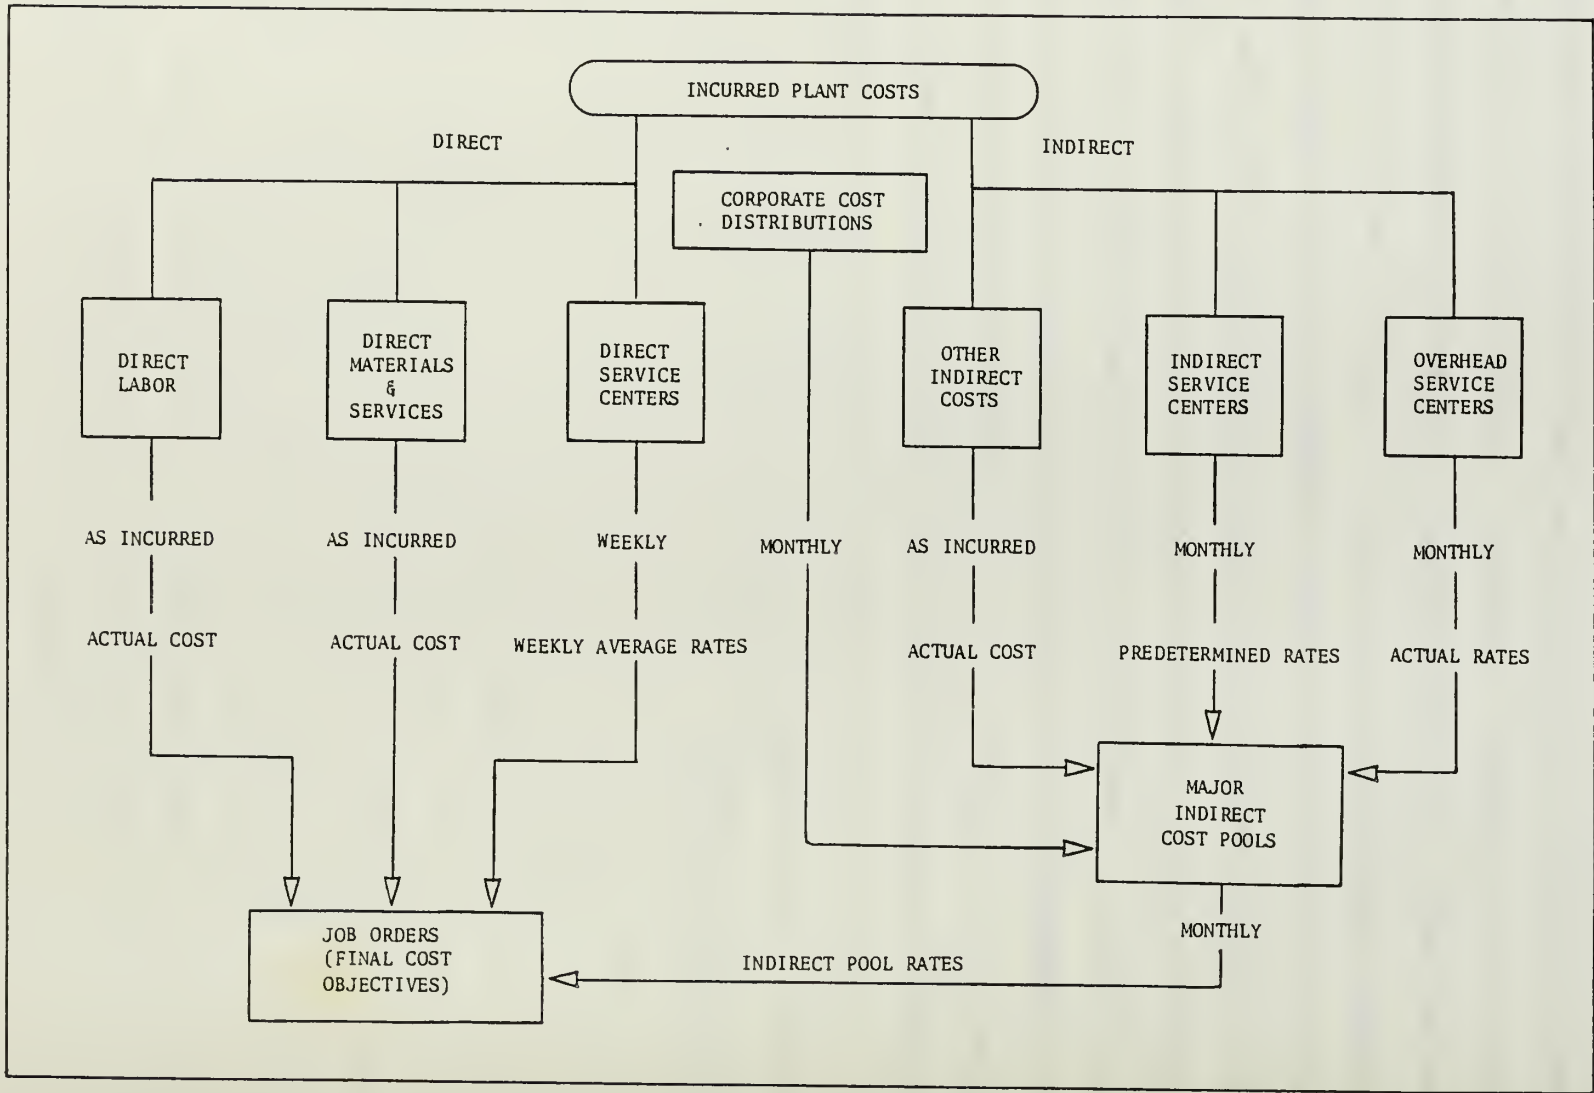 INCURRED PLANT COSTS
DIRECT
INDIRECT
CORPORATE COST
DISTRIBUTIONS
DIRECT
LABOR
DIRECT
MATERIALS
&
SERVICES
DIRECT
SERVICE
CENTERS
OTHER
INDIRECT
COSTS
INDIRECT
SERVICE
CENTERS
OVERHEAD
SERVICE
CENTERS
AS INCURRED
AS INCURRED
WEEKLY
MONTHLY
AS INCURRED
MONTHLY
MONTHLY
ACTUAL COST
ACTUAL COST
WEEKLY AVERAGE RATES
ACTUAL COST
PREDETERMINED RATES
ACTUAL RATES
MAJOR
INDIRECT
COST POOLS
MONTHLY
JOB ORDERS
(FINAL COST
OBJECTIVES)
INDIRECT POOL RATES